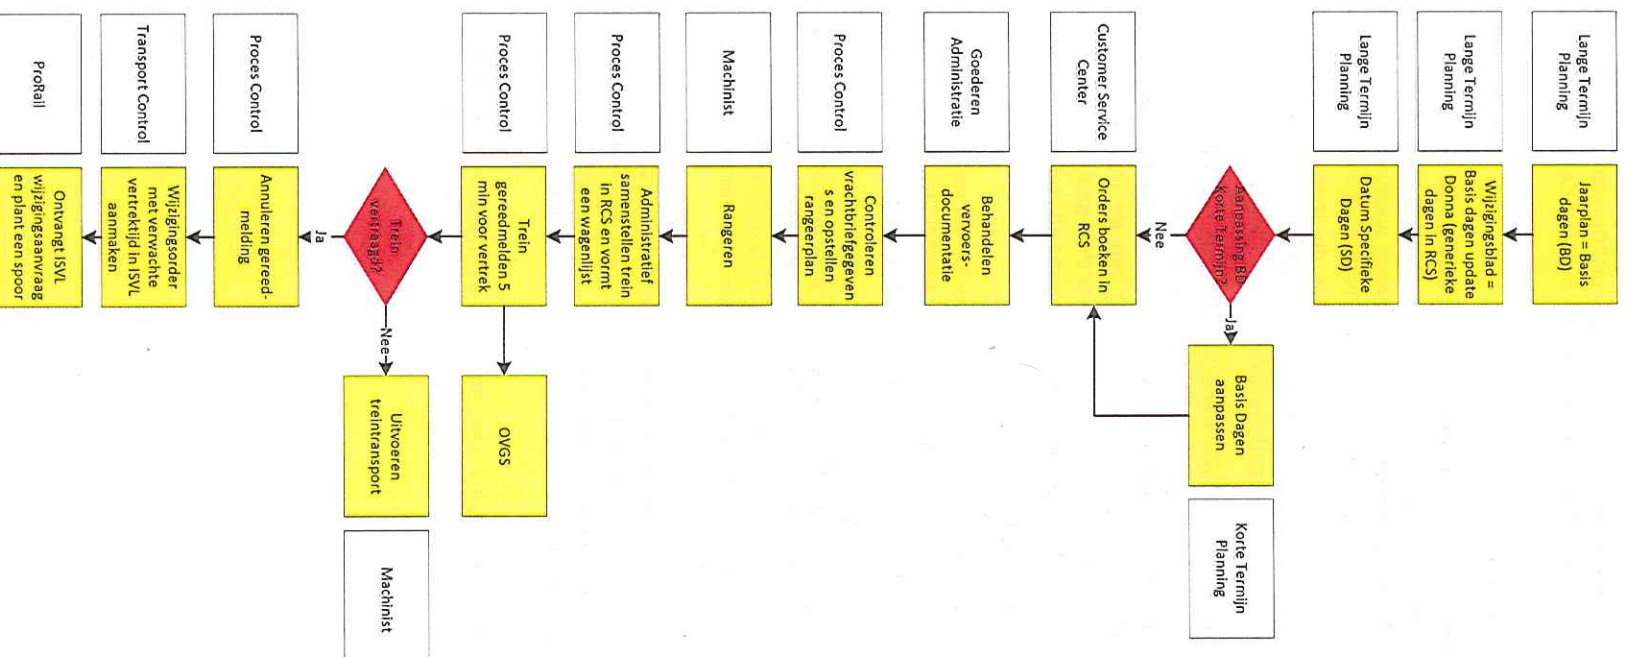 Lange Termijn
Planning
Jaarplan = Basis
dagen (BD)
Lange Termijn
Planning
Wijzigingsblad =
Basis dagen update
Donna (generieke
dagen in RCS)
Lange Termijn
Planning
Datum Specifieke
Dagen (SD)
Aanpassing BD
Korte Termijn?
Ja
Basis Dagen
aanpassen
Korte Termijn
Planning
Nee
Customer Service
Center
Orders boeken in
RCS
Goederen
Administratie
Behandelen
vervoers-
documentatie
Proces Control
Controleren
vrachtbriefgegeven
s en opstellen
rangeerplan
Machinist
Rangeren
Proces Control
Administratief
samenstellen trein
in RCS en vormt
een wagenlijst
Proces Control
Trein
gereedmelden 5
min voor vertrek
OVGS
Trein
vertraagd?
Nee
Uitvoeren
treintransport
Machinist
Ja
Proces Control
Annuleren gereed-
melding
Transport Control
Wijzigingsorder
met verwachte
vertrektijd in ISVL
aanmaken
ProRail
Ontvangt ISVL
wijzigingsaanvraag
en plant een spoor